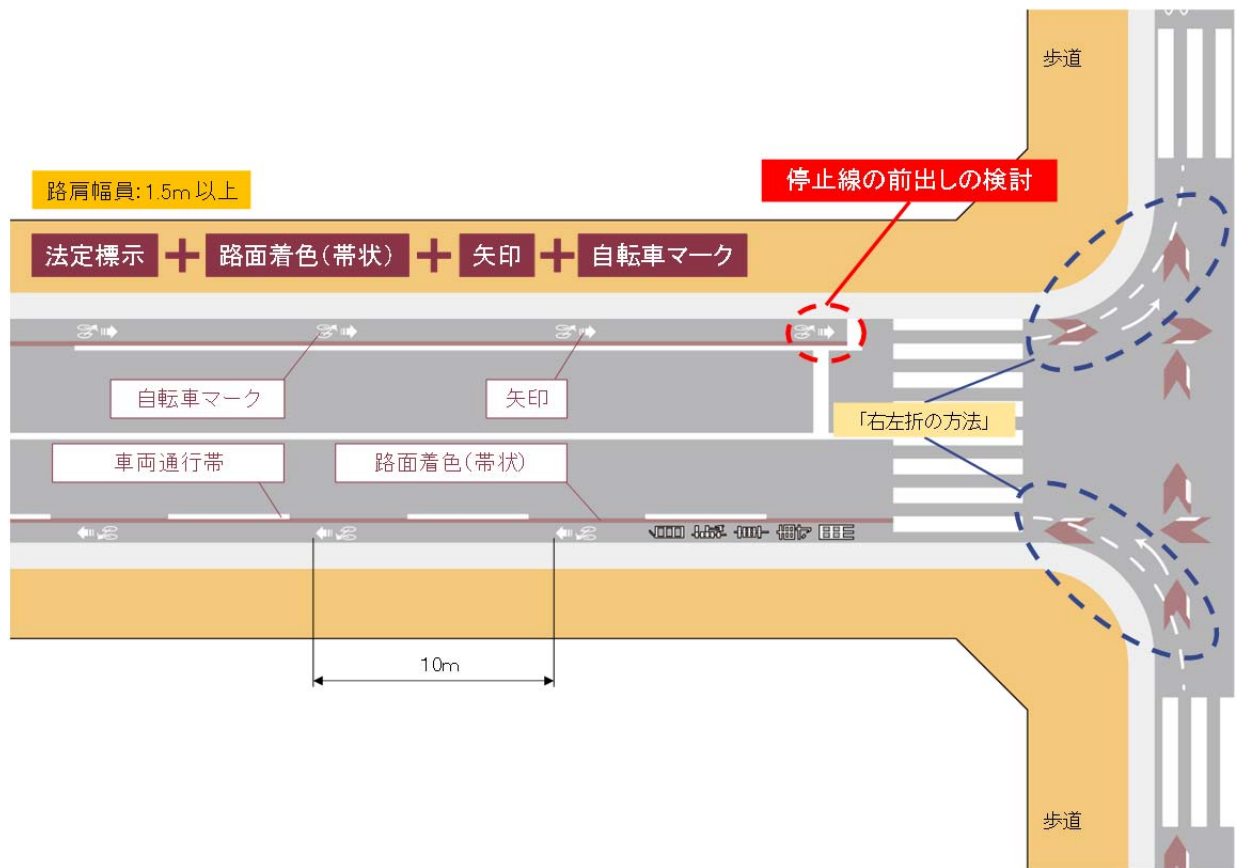 歩道
路肩幅員:1.5m 以上
停止線の前出しの検討
法定標示＋路面着色(帯状)＋矢印＋自転車マーク
自転車マーク
矢印
「右左折の方法」
車両通行帯
路面着色(帯状)
10m
歩道